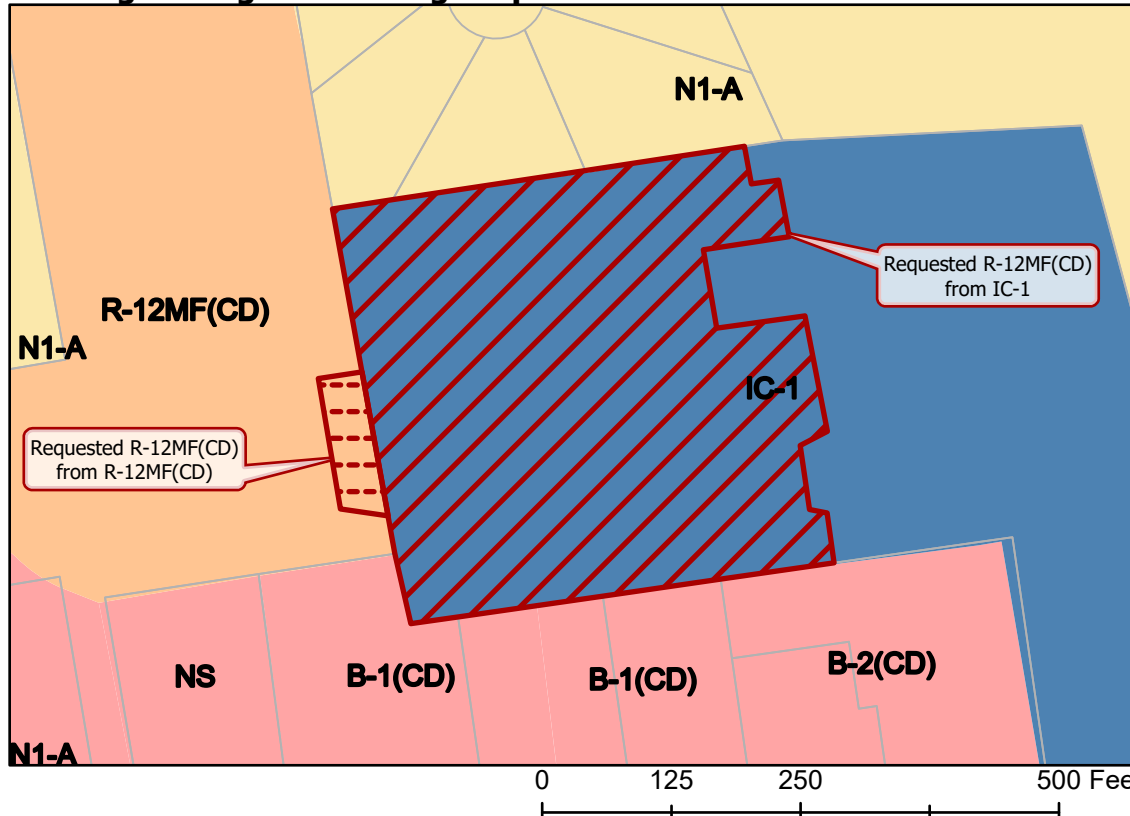 N1-A
Requested R-12MF(CD)
from IC-1
R-12MF(CD)
N1-A
IC-1
Requested R-12MF(CD)
from R-12MF(CD)
NS
B-1(CD)
B-1(CD)
B-2(CD)
N1-A
0 125 250 500 Fee